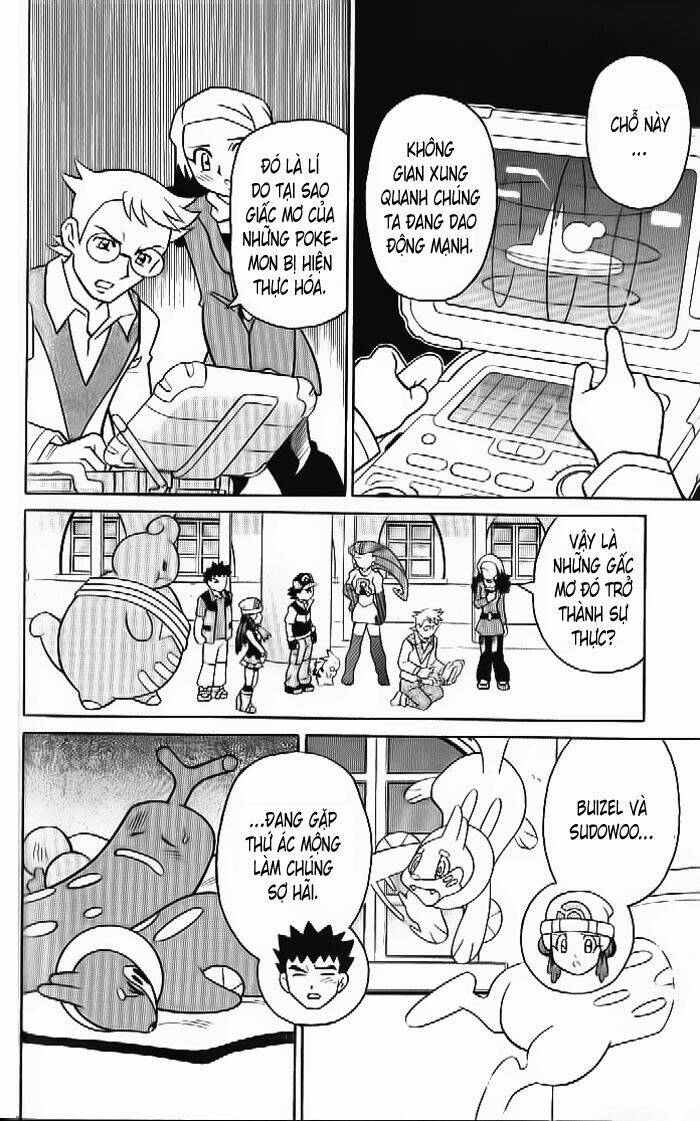 CHỖ NÀY
...
KHÔNG
GIAN XUNG
QUANH CHÚNG
TA ĐANG DAO
ĐỘNG MẠNH.
ĐÓ LÀ LÍ
DO TẠI SAO
GIẤC MƠ CỦA
NHỮNG POKE-
MON BỊ HIỆN
THỰC HÓA.
VẬY LÀ
NHỮNG GẤC
MƠ ĐÓ TRỞ
THÀNH SỰ
THỰC?
BUIZEL VÀ
SUDOWOO...
...ĐANG GẶP
THỨ ÁC MỘNG
LÀM CHÚNG
SỢ HÃI.